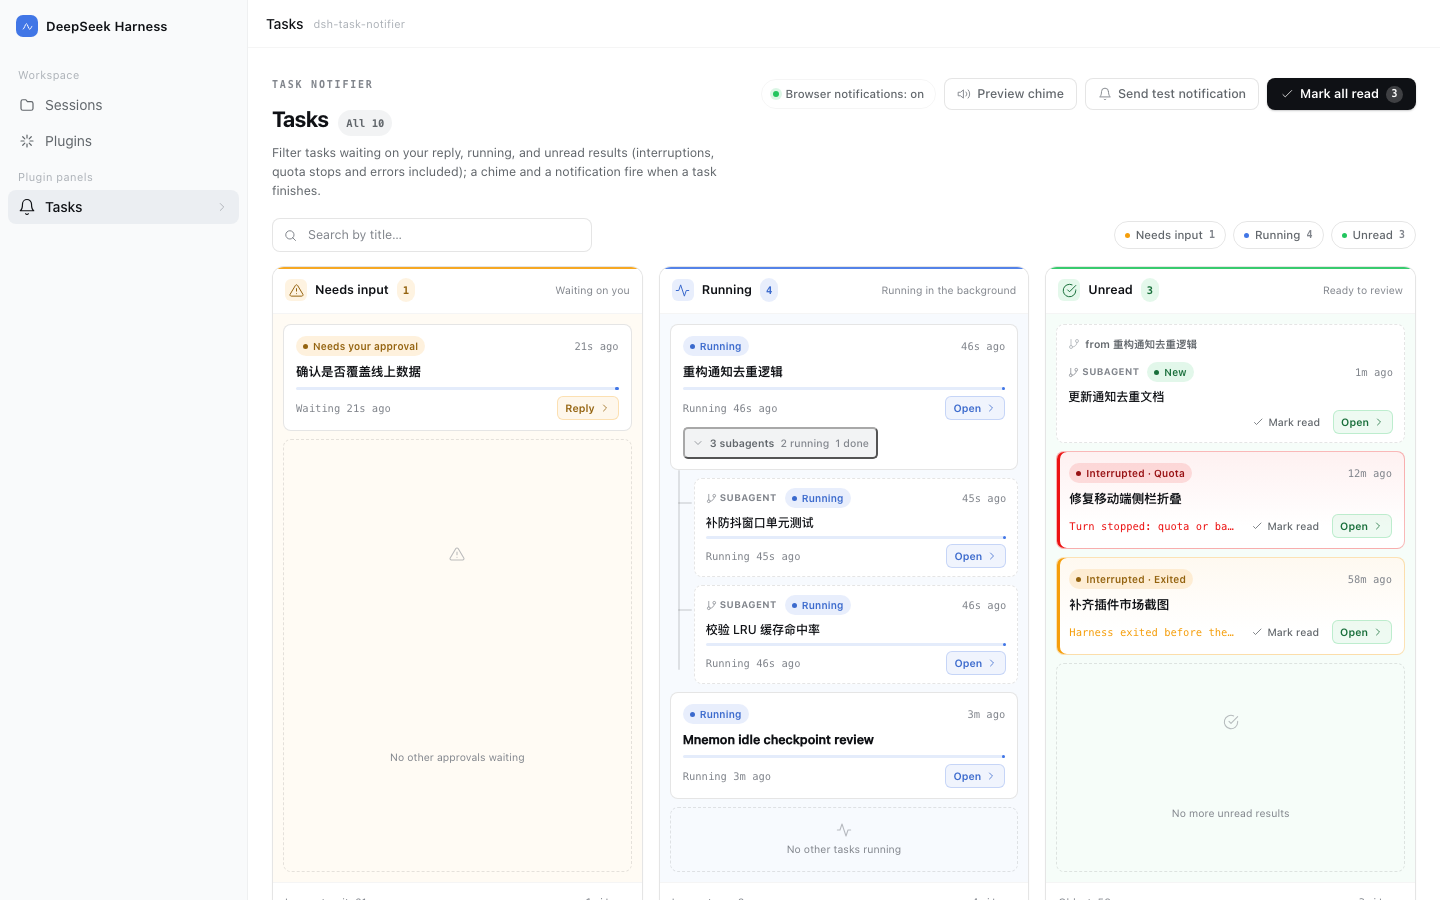 DeepSeek Harness
Workspace
Sessions
Plugins
Plugin panels
Tasks
Tasks dsh-task-notifier
TASK NOTIFIER
Tasks All 10
Filter tasks waiting on your reply, running, and unread results (interruptions,
quota stops and errors included); a chime and a notification fire when a task
finishes.
Browser notifications: on
Preview chime
Send test notification
Mark all read 3
Search by title...
Needs input 1
Running 4
Unread 3
Needs input 1 Waiting on you
Needs your approval 21s ago
确认是否覆盖线上数据
Waiting 21s ago Reply
No other approvals waiting
Running 4 Running in the background
Running 46s ago
重构通知去重逻辑
Running 46s ago Open
3 subagents 2 running 1 done
SUBAGENT Running 45s ago
补防抖窗口单元测试
Running 45s ago Open
SUBAGENT Running 46s ago
校验 LRU 缓存命中率
Running 46s ago Open
Running 3m ago
Mnemon idle checkpoint review
Running 3m ago Open
No other tasks running
Unread 3 Ready to review
from 重构通知去重逻辑
SUBAGENT New 1m ago
更新通知去重文档
Mark read Open
Interrupted · Quota 12m ago
修复移动端侧栏折叠
Turn stopped: quota or ba… Mark read Open
Interrupted · Exited 58m ago
补齐插件市场截图
Harness exited before the… Mark read Open
No more unread results